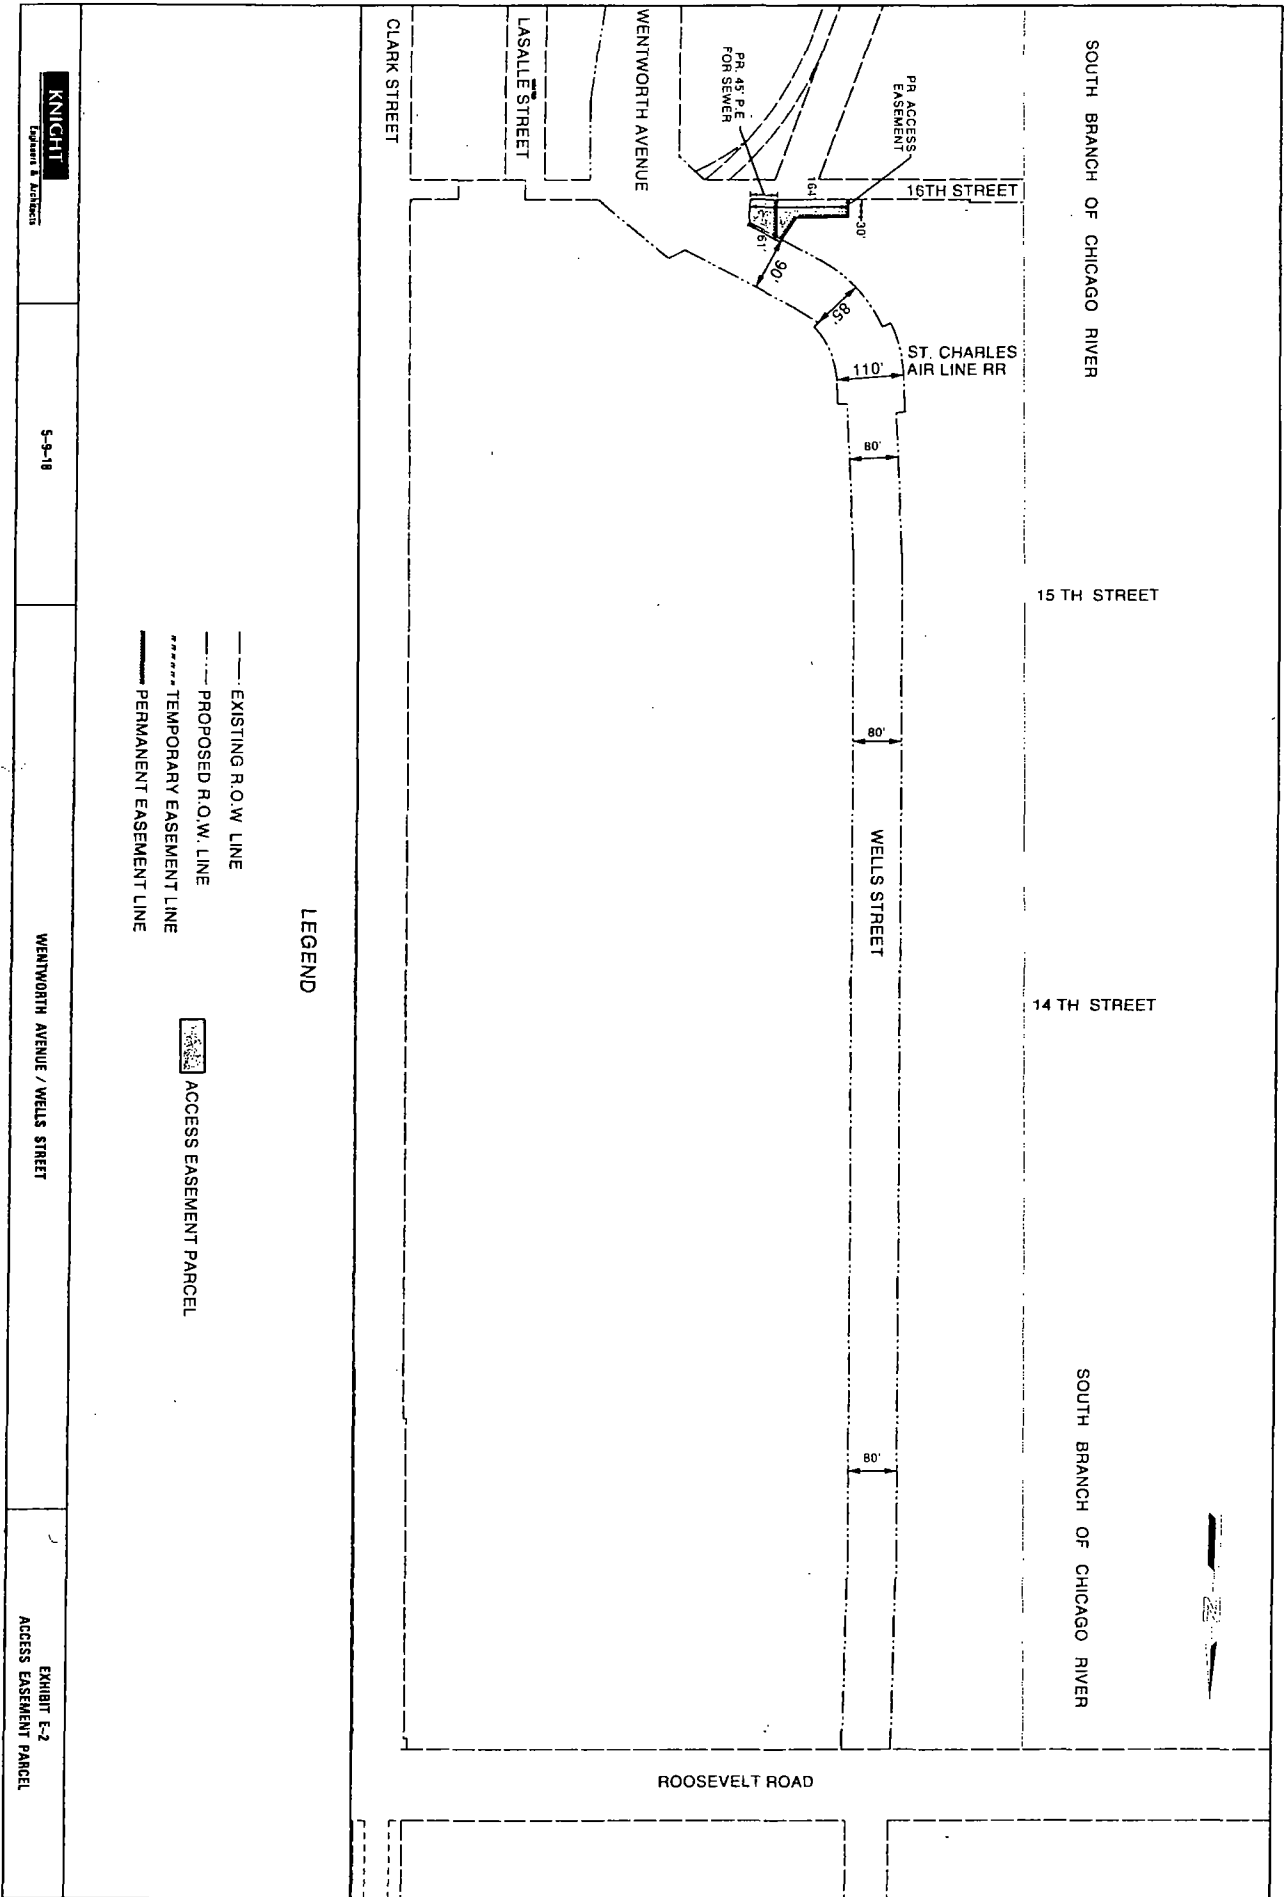 SOUTH BRANCH OF CHICAGO RIVER
SOUTH BRANCH OF CHICAGO RIVER
CLARK STREET
LASALLE STREET
WENTWORTH AVENUE
PR. 45' P.E
FOR SEWER
PR. ACCESS
EASEMENT
16TH STREET
164'
30'
61'
90'
85'
110'
ST. CHARLES
AIR LINE RR
80'
15 TH STREET
80'
WELLS STREET
14 TH STREET
80'
ROOSEVELT ROAD
LEGEND
EXISTING R.O.W LINE
PROPOSED R.O.W. LINE
TEMPORARY EASEMENT LINE
PERMANENT EASEMENT LINE
ACCESS EASEMENT PARCEL
KNIGHT
Engineers & Architects
5-9-18
WENTWORTH AVENUE / WELLS STREET
EXHIBIT E-2
ACCESS EASEMENT PARCEL